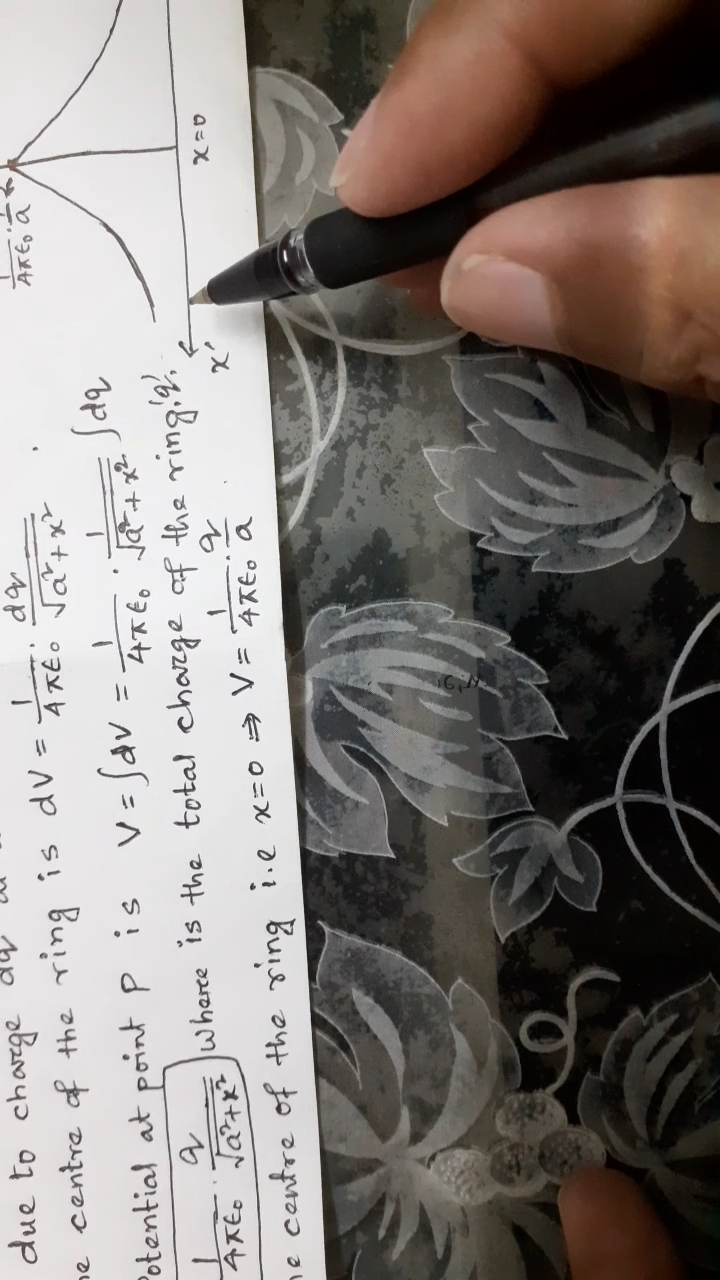 due to charge dq
centre of the ring is dV = 1/4πε₀ · dq/√a²+x² .
Potential at point P is V = ∫dV = 1/4πε₀ · 1/√a²+x² ∫dq
1/4πε₀ · q/√a²+x² where is the total charge of the ring 'q'.
centre of the ring i.e x=0 ⇒ V = 1/4πε₀ · q/a .
1/4πε₀ · 1/a
x=0
x'